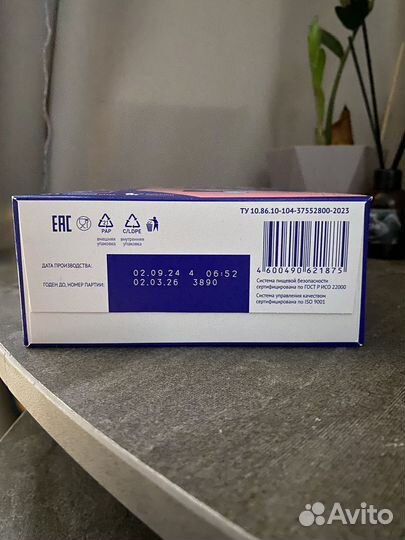 ТУ 10.86.10-104-37552800-2023
EAC
21
PAP
C/LDPE
внешняя
упаковка
внутренняя
упаковка
ДАТА ПРОИЗВОДСТВА:
02.09.24 4 06:52
ГОДЕН ДО, НОМЕР ПАРТИИ:
02.03.26 3890
4 600490 621875
Система пищевой безопасности
сертифицирована по ГОСТ Р ИСО 22000
Система управления качеством
сертифицирована по ISO 9001
Avito